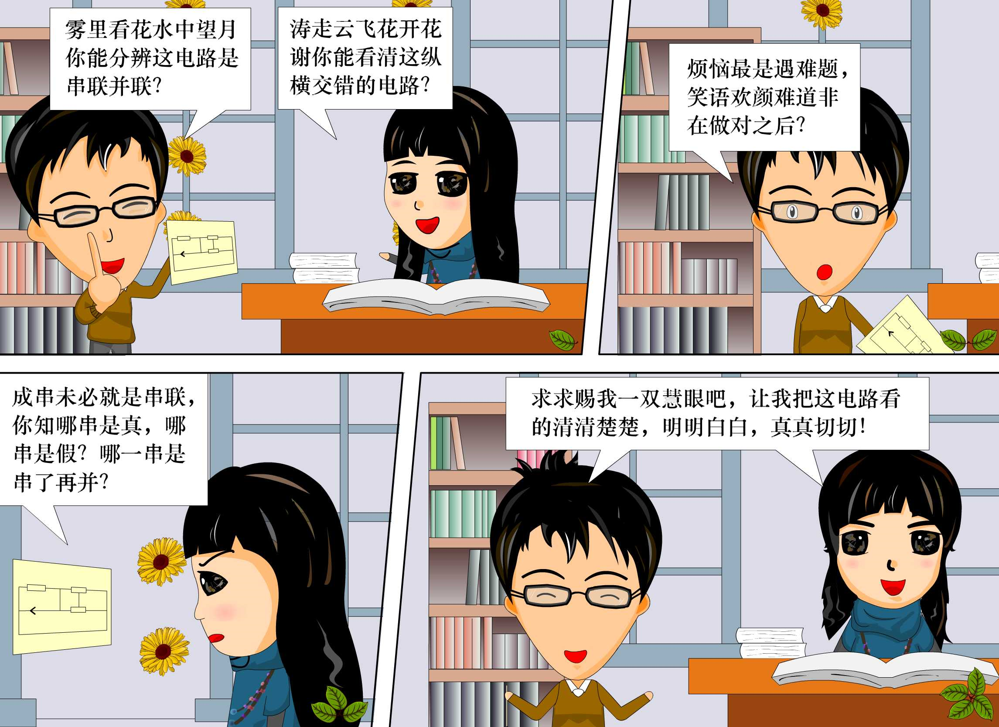 雾里看花水中望月
你能分辨这电路是
串联并联？
涛走云飞花开花
谢你能看清这纵
横交错的电路？
烦恼最是遇难题，
笑语欢颜难道非
在做对之后？
成串未必就是串联，
你知哪串是真，哪
串是假？哪一串是
串了再并？
求求赐我一双慧眼吧，让我把这电路看
的清清楚楚，明明白白，真真切切！